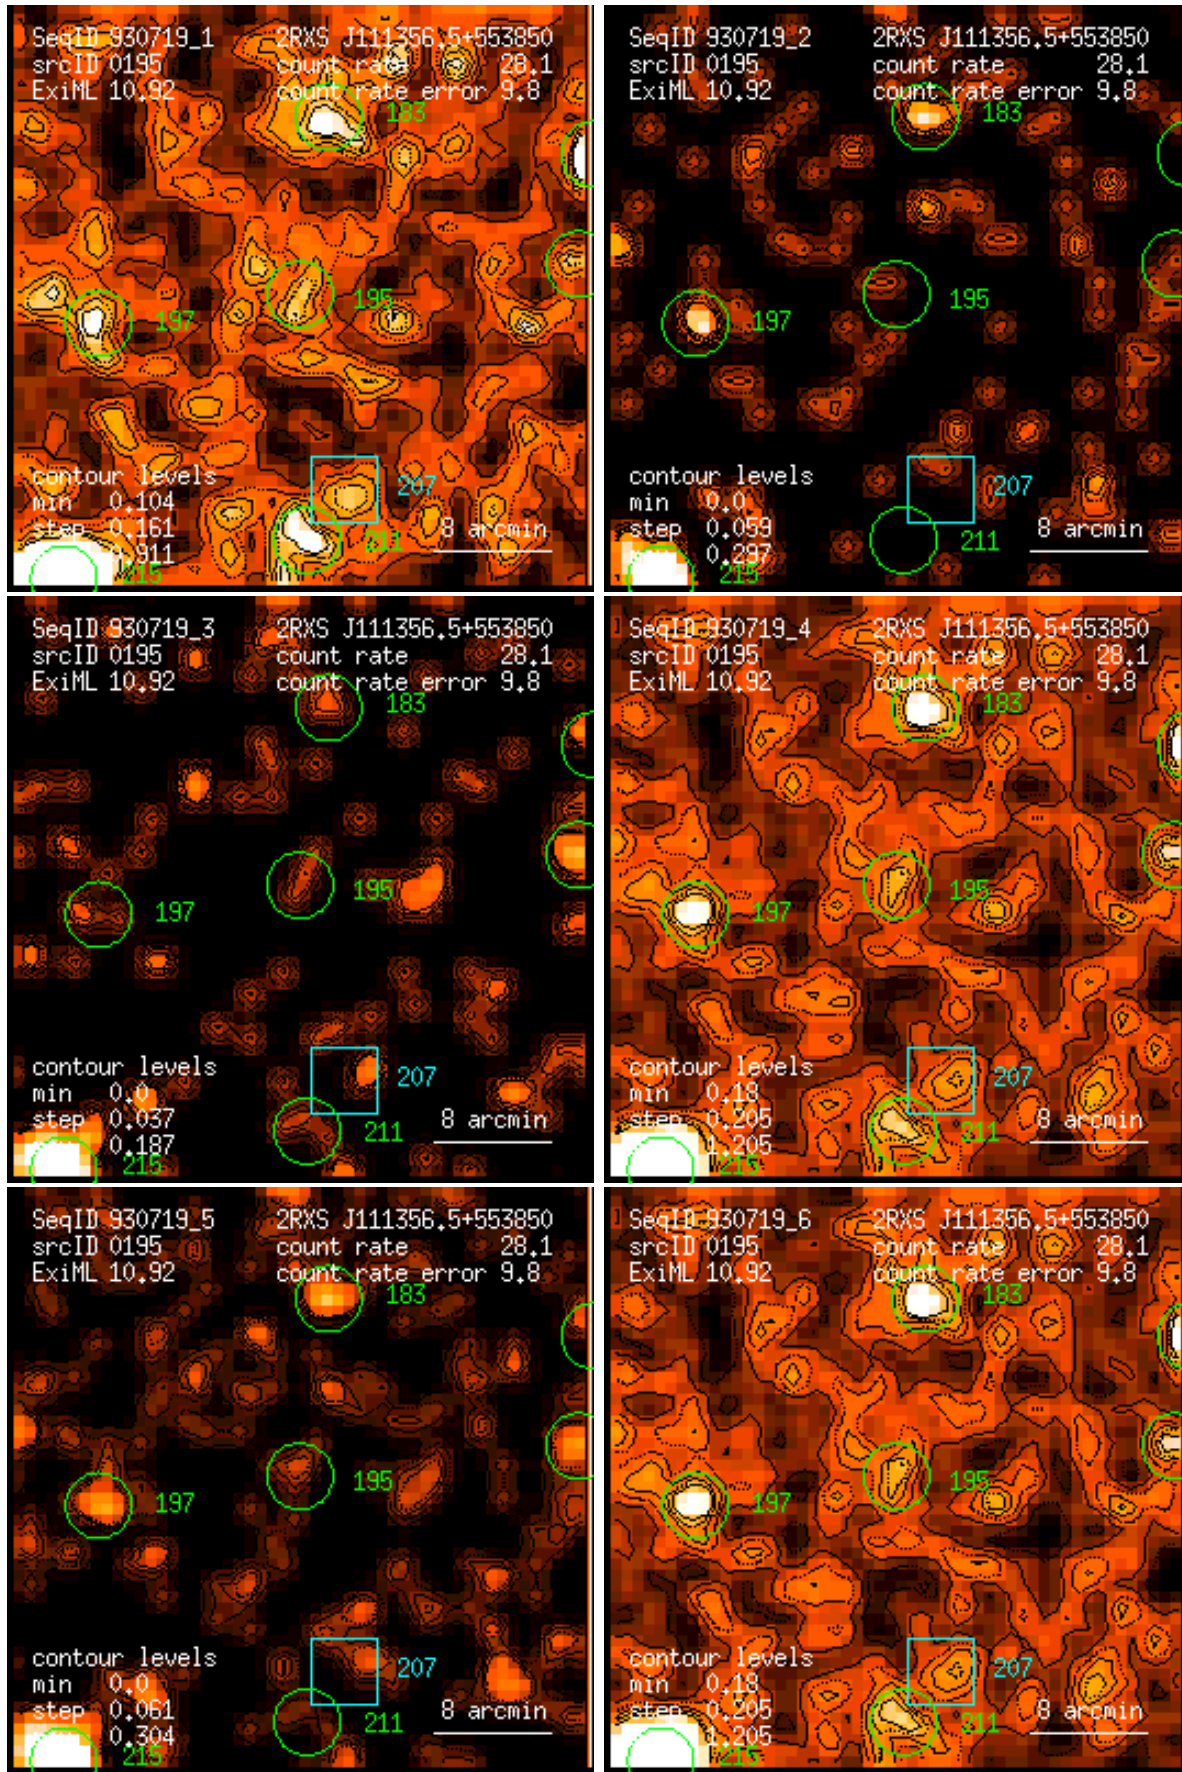 SeqID 930719_1 2RXS J111356.5+553850
srcID 0195 count rate 28.1
ExiML 10.92 count rate error 9.8
183
195
197
contour levels
min 0.104
207
step 0.161
8 arcmin
0.911
211
215
SeqID 930719_2 2RXS J111356.5+553850
srcID 0195 count rate 28.1
ExiML 10.92 count rate error 9.8
183
195
197
contour levels
min 0.0
207
step 0.059
8 arcmin
0.297
211
215
SeqID 930719_3 2RXS J111356.5+553850
srcID 0195 count rate 28.1
ExiML 10.92 count rate error 9.8
183
195
197
contour levels
min 0.0
207
step 0.037
8 arcmin
0.187
211
215
SeqID 930719_4 2RXS J111356.5+553850
srcID 0195 count rate 28.1
ExiML 10.92 count rate error 9.8
183
195
197
contour levels
min 0.18
207
step 0.205
8 arcmin
1.205
211
215
SeqID 930719_5 2RXS J111356.5+553850
srcID 0195 count rate 28.1
ExiML 10.92 count rate error 9.8
183
195
197
contour levels
min 0.0
207
step 0.061
8 arcmin
0.304
211
215
SeqID 930719_6 2RXS J111356.5+553850
srcID 0195 count rate 28.1
ExiML 10.92 count rate error 9.8
183
195
197
contour levels
min 0.18
207
step 0.205
8 arcmin
1.205
211
215